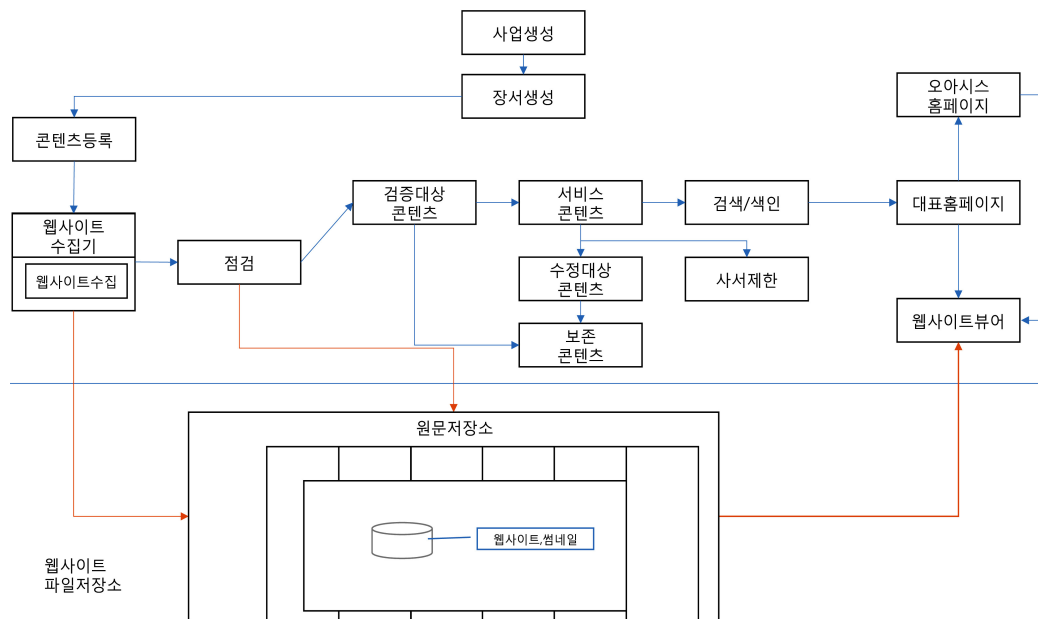 사업생성
장서생성
오아시스
홈페이지
콘텐츠등록
검증대상
콘텐츠
서비스
콘텐츠
검색/색인
대표홈페이지
웹사이트
수집기
웹사이트수집
점검
수정대상
콘텐츠
사서제한
웹사이트뷰어
보존
콘텐츠
원문저장소
웹사이트,썸네일
웹사이트
파일저장소